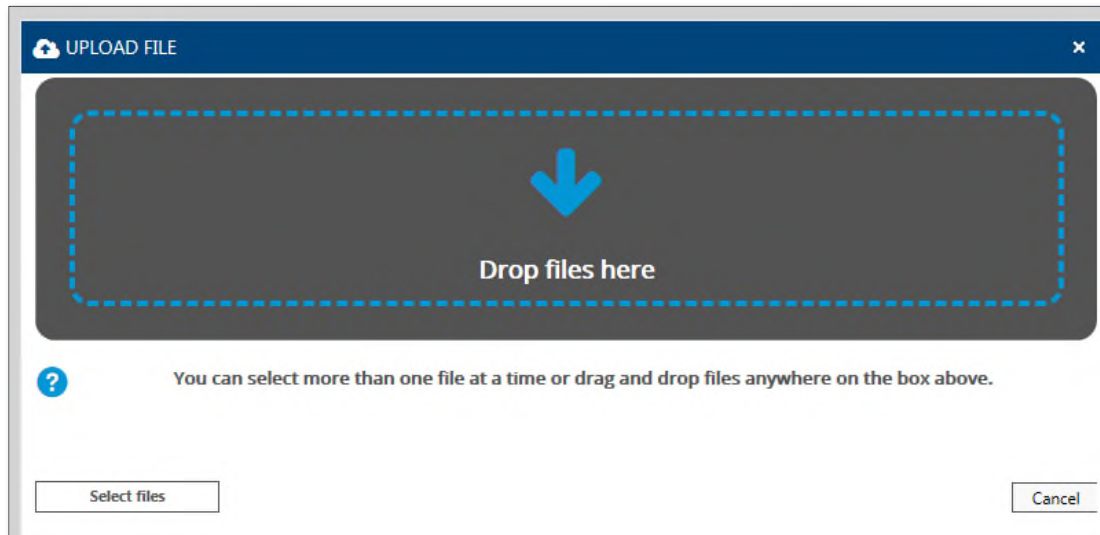 UPLOAD FILE
Drop files here
You can select more than one file at a time or drag and drop files anywhere on the box above.
Select files
Cancel